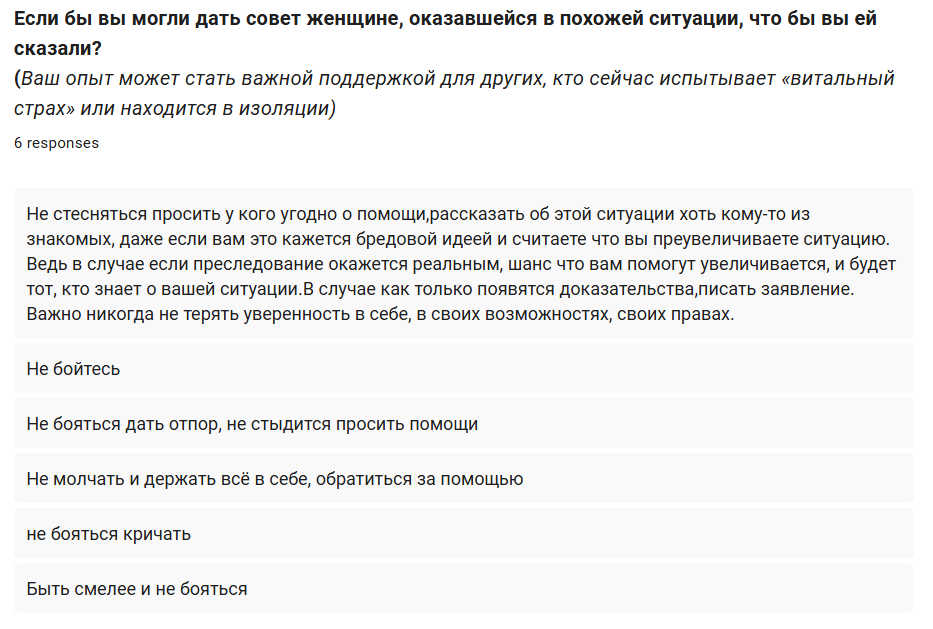 Если бы вы могли дать совет женщине, оказавшейся в похожей ситуации, что бы вы ей
сказали?
(Ваш опыт может стать важной поддержкой для других, кто сейчас испытывает «витальный
страх» или находится в изоляции)
6 responses
Не стесняться просить у кого угодно о помощи,рассказать об этой ситуации хоть кому-то из
знакомых, даже если вам это кажется бредовой идеей и считаете что вы преувеличиваете ситуацию.
Ведь в случае если преследование окажется реальным, шанс что вам помогут увеличивается, и будет
тот, кто знает о вашей ситуации.В случае как только появятся доказательства,писать заявление.
Важно никогда не терять уверенность в себе, в своих возможностях, своих правах.
Не бойтесь
Не бояться дать отпор, не стыдится просить помощи
Не молчать и держать всё в себе, обратиться за помощью
не бояться кричать
Быть смелее и не бояться